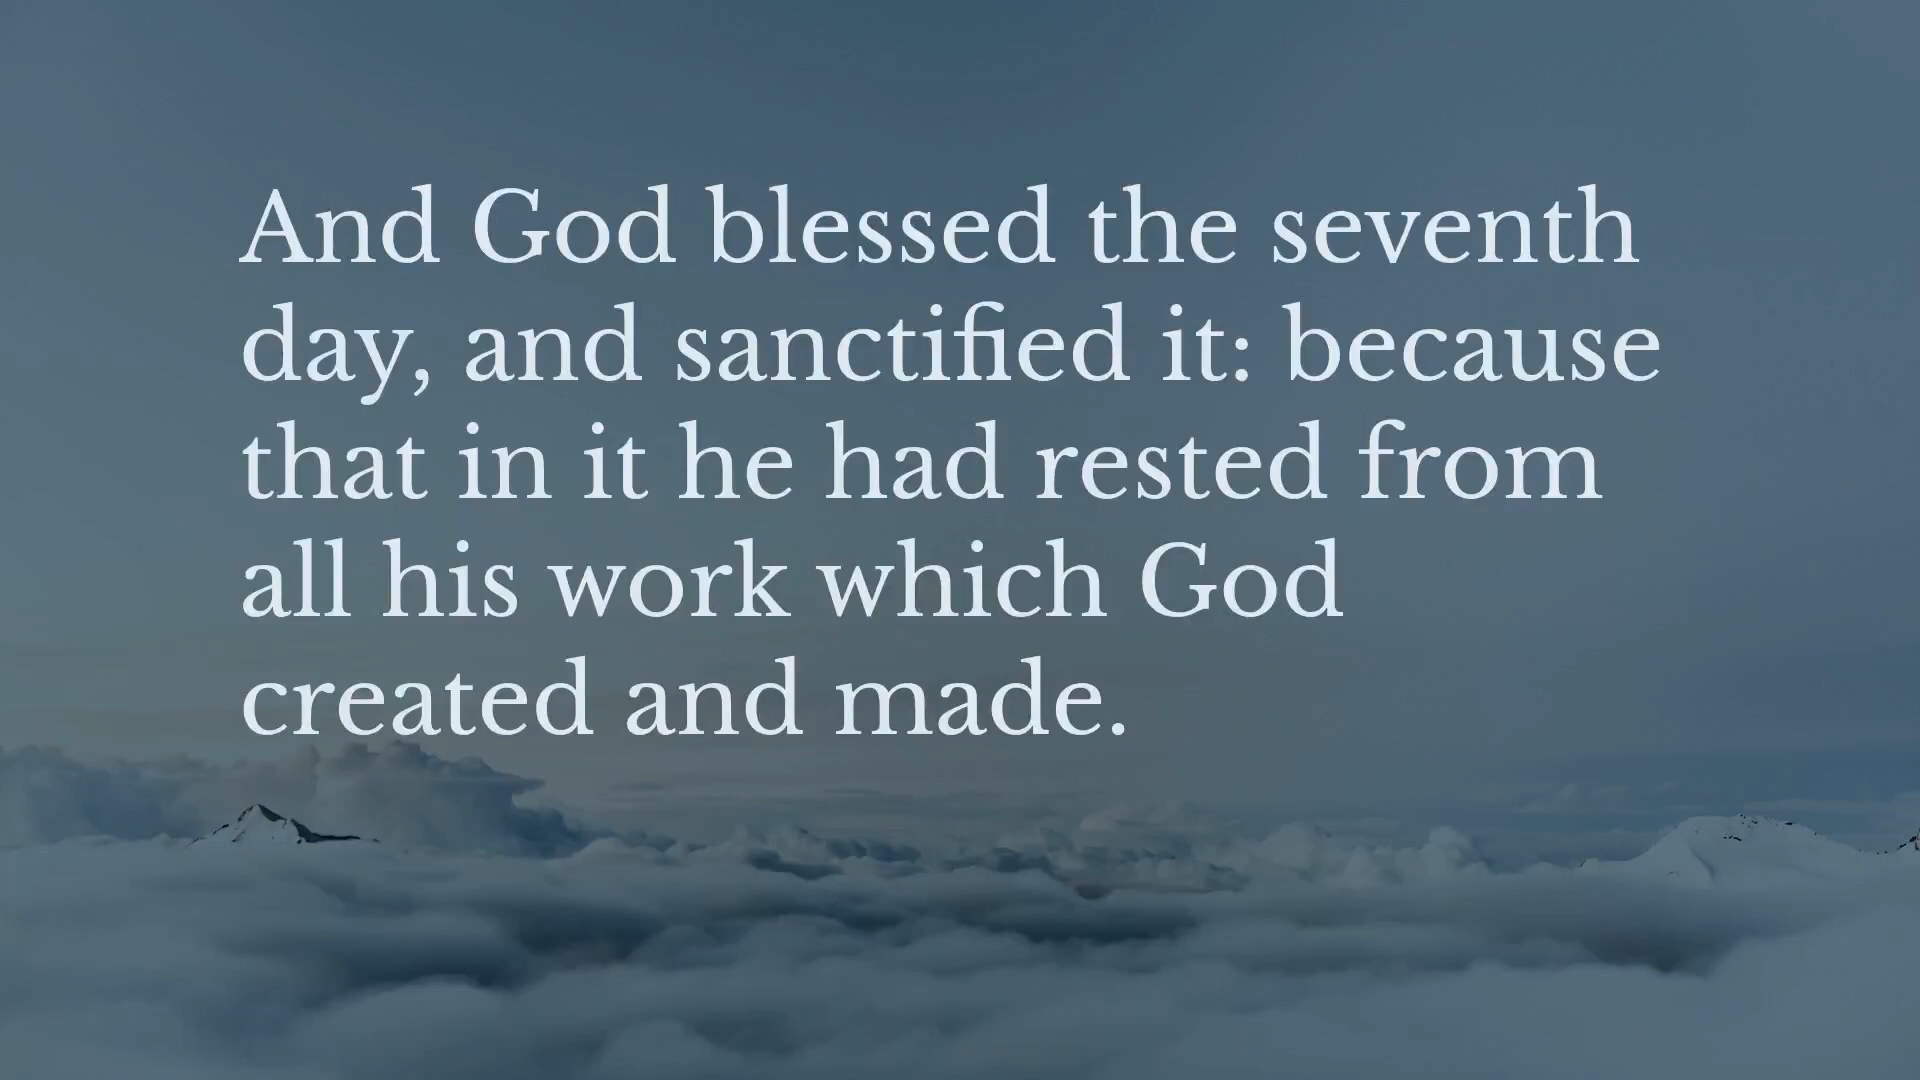 And God blessed the seventh
day, and sanctified it: because
that in it he had rested from
all his work which God
created and made.